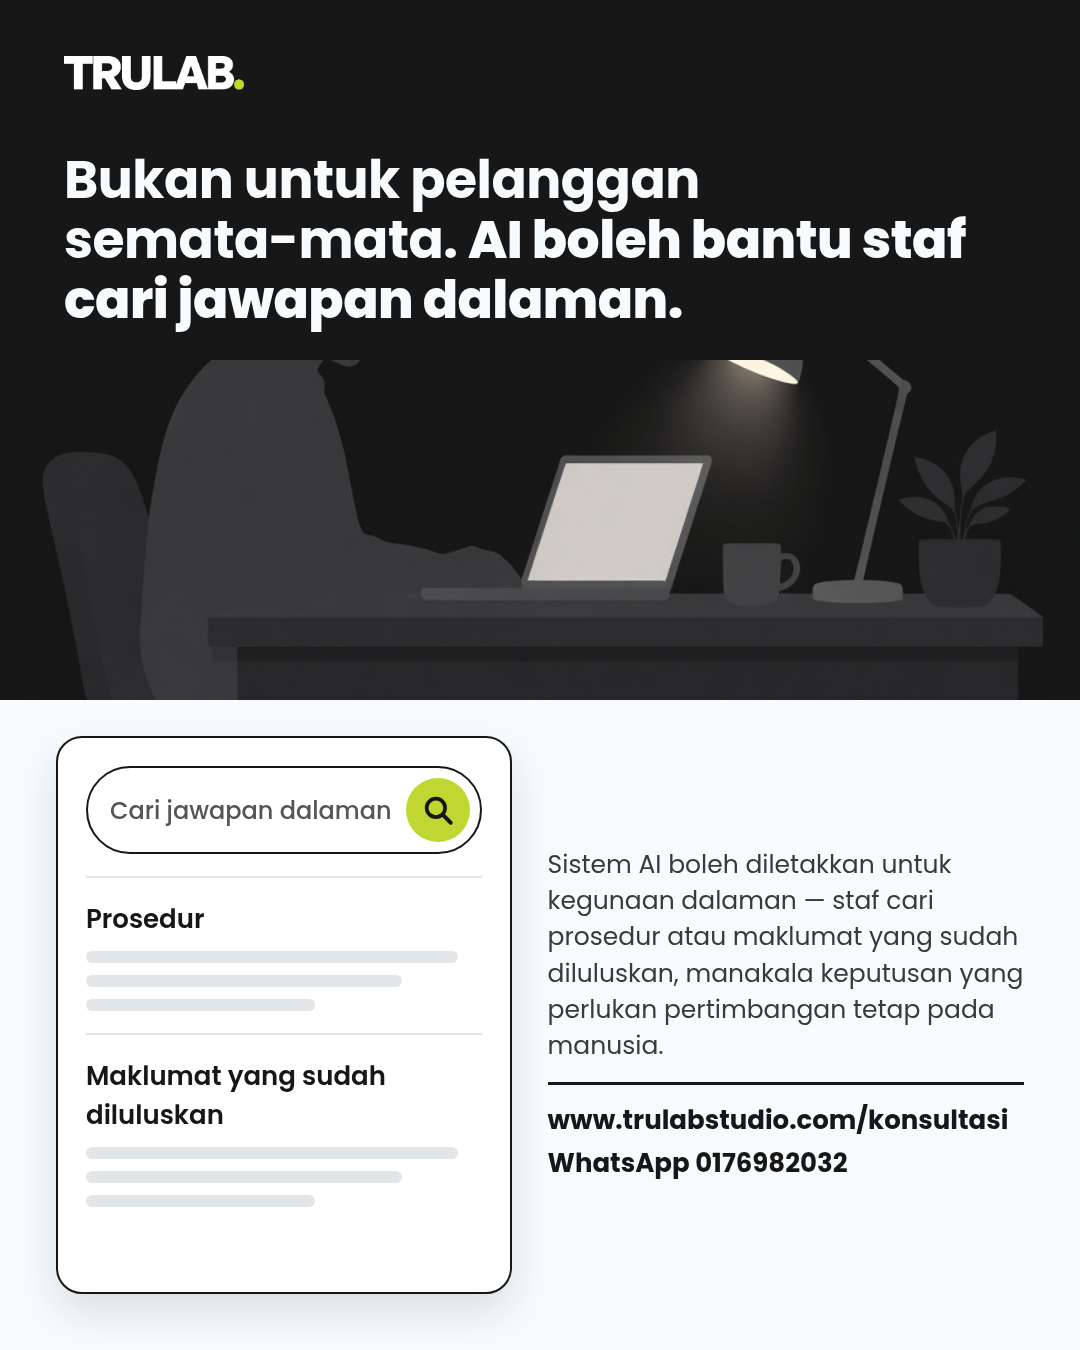 TRULAB.
Bukan untuk pelanggan
semata-mata. AI boleh bantu staf
cari jawapan dalaman.
Cari jawapan dalaman
Prosedur
Maklumat yang sudah
diluluskan
Sistem AI boleh diletakkan untuk
kegunaan dalaman — staf cari
prosedur atau maklumat yang sudah
diluluskan, manakala keputusan yang
perlukan pertimbangan tetap pada
manusia.
www.trulabstudio.com/konsultasi
WhatsApp 0176982032